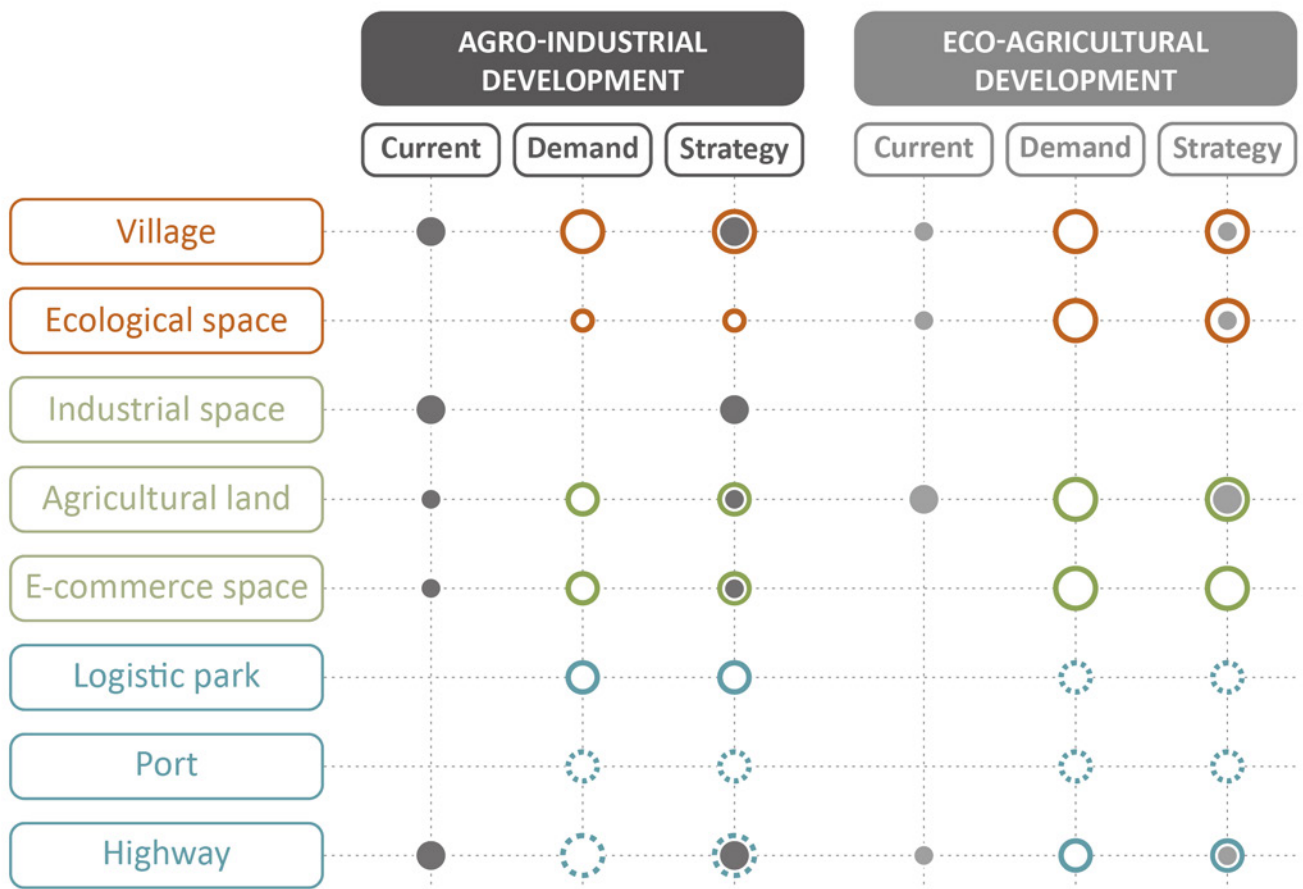 AGRO-INDUSTRIAL
DEVELOPMENT
ECO-AGRICULTURAL
DEVELOPMENT
Current
Demand
Strategy
Current
Demand
Strategy
Village
Ecological space
Industrial space
Agricultural land
E-commerce space
Logistic park
Port
Highway